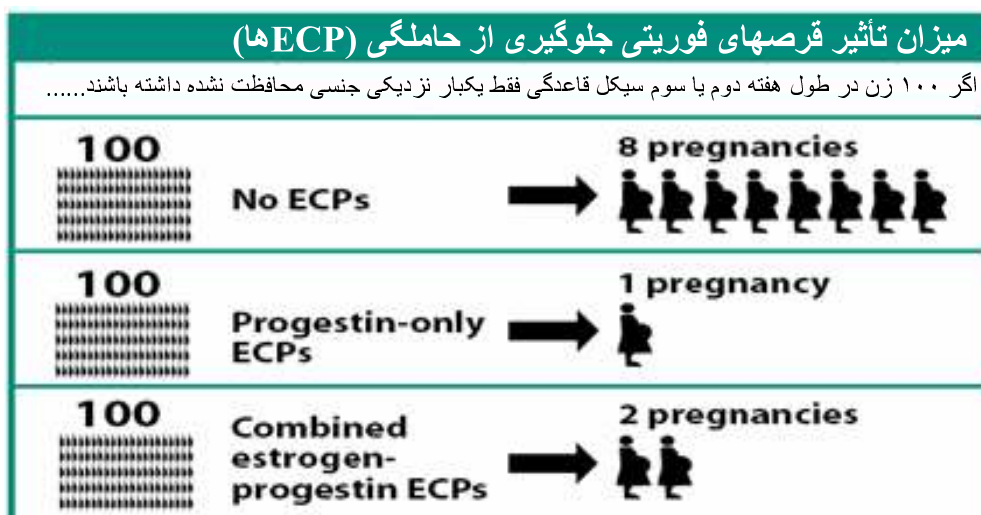 میزان تأثیر قرصهای فوریتی جلوگیری از حاملگی (ECPها)
اگر ۱۰۰ زن در طول هفته دوم یا سوم سیکل قاعدگی فقط یکبار نزدیکی جنسی محافظت نشده داشته باشند......
100
No ECPs
8 pregnancies
100
Progestin-only
ECPs
1 pregnancy
100
Combined
estrogen-
progestin ECPs
2 pregnancies